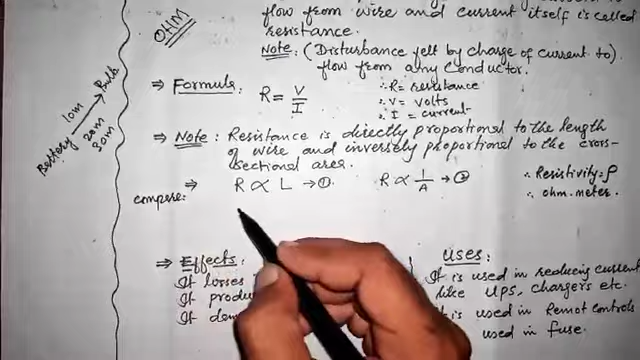 flow from wire and current itself is called
resistance.
OHM
Note: (Disturbance yell by charge of current to)
flow from any Conductor.
⇒ Formula: R = V/I
∴ R = resistance
∴ V = volts
∴ I = current
Battery → Bulb
10m
20m
30m
⇒ Note: Resistance is directly proportional to the length
of wire and inversely proportional to the cross-
sectional area.
compere: ⇒ R ∝ L → ① R ∝ 1/A → ②
∴ Resistivity = ρ
∴ ohm-meter.
⇒ Effects:
It losses
It produ
It
uses:
It is used in reducing current
like UPS, chargers etc.
is used in Remot Controls
used in fuse.